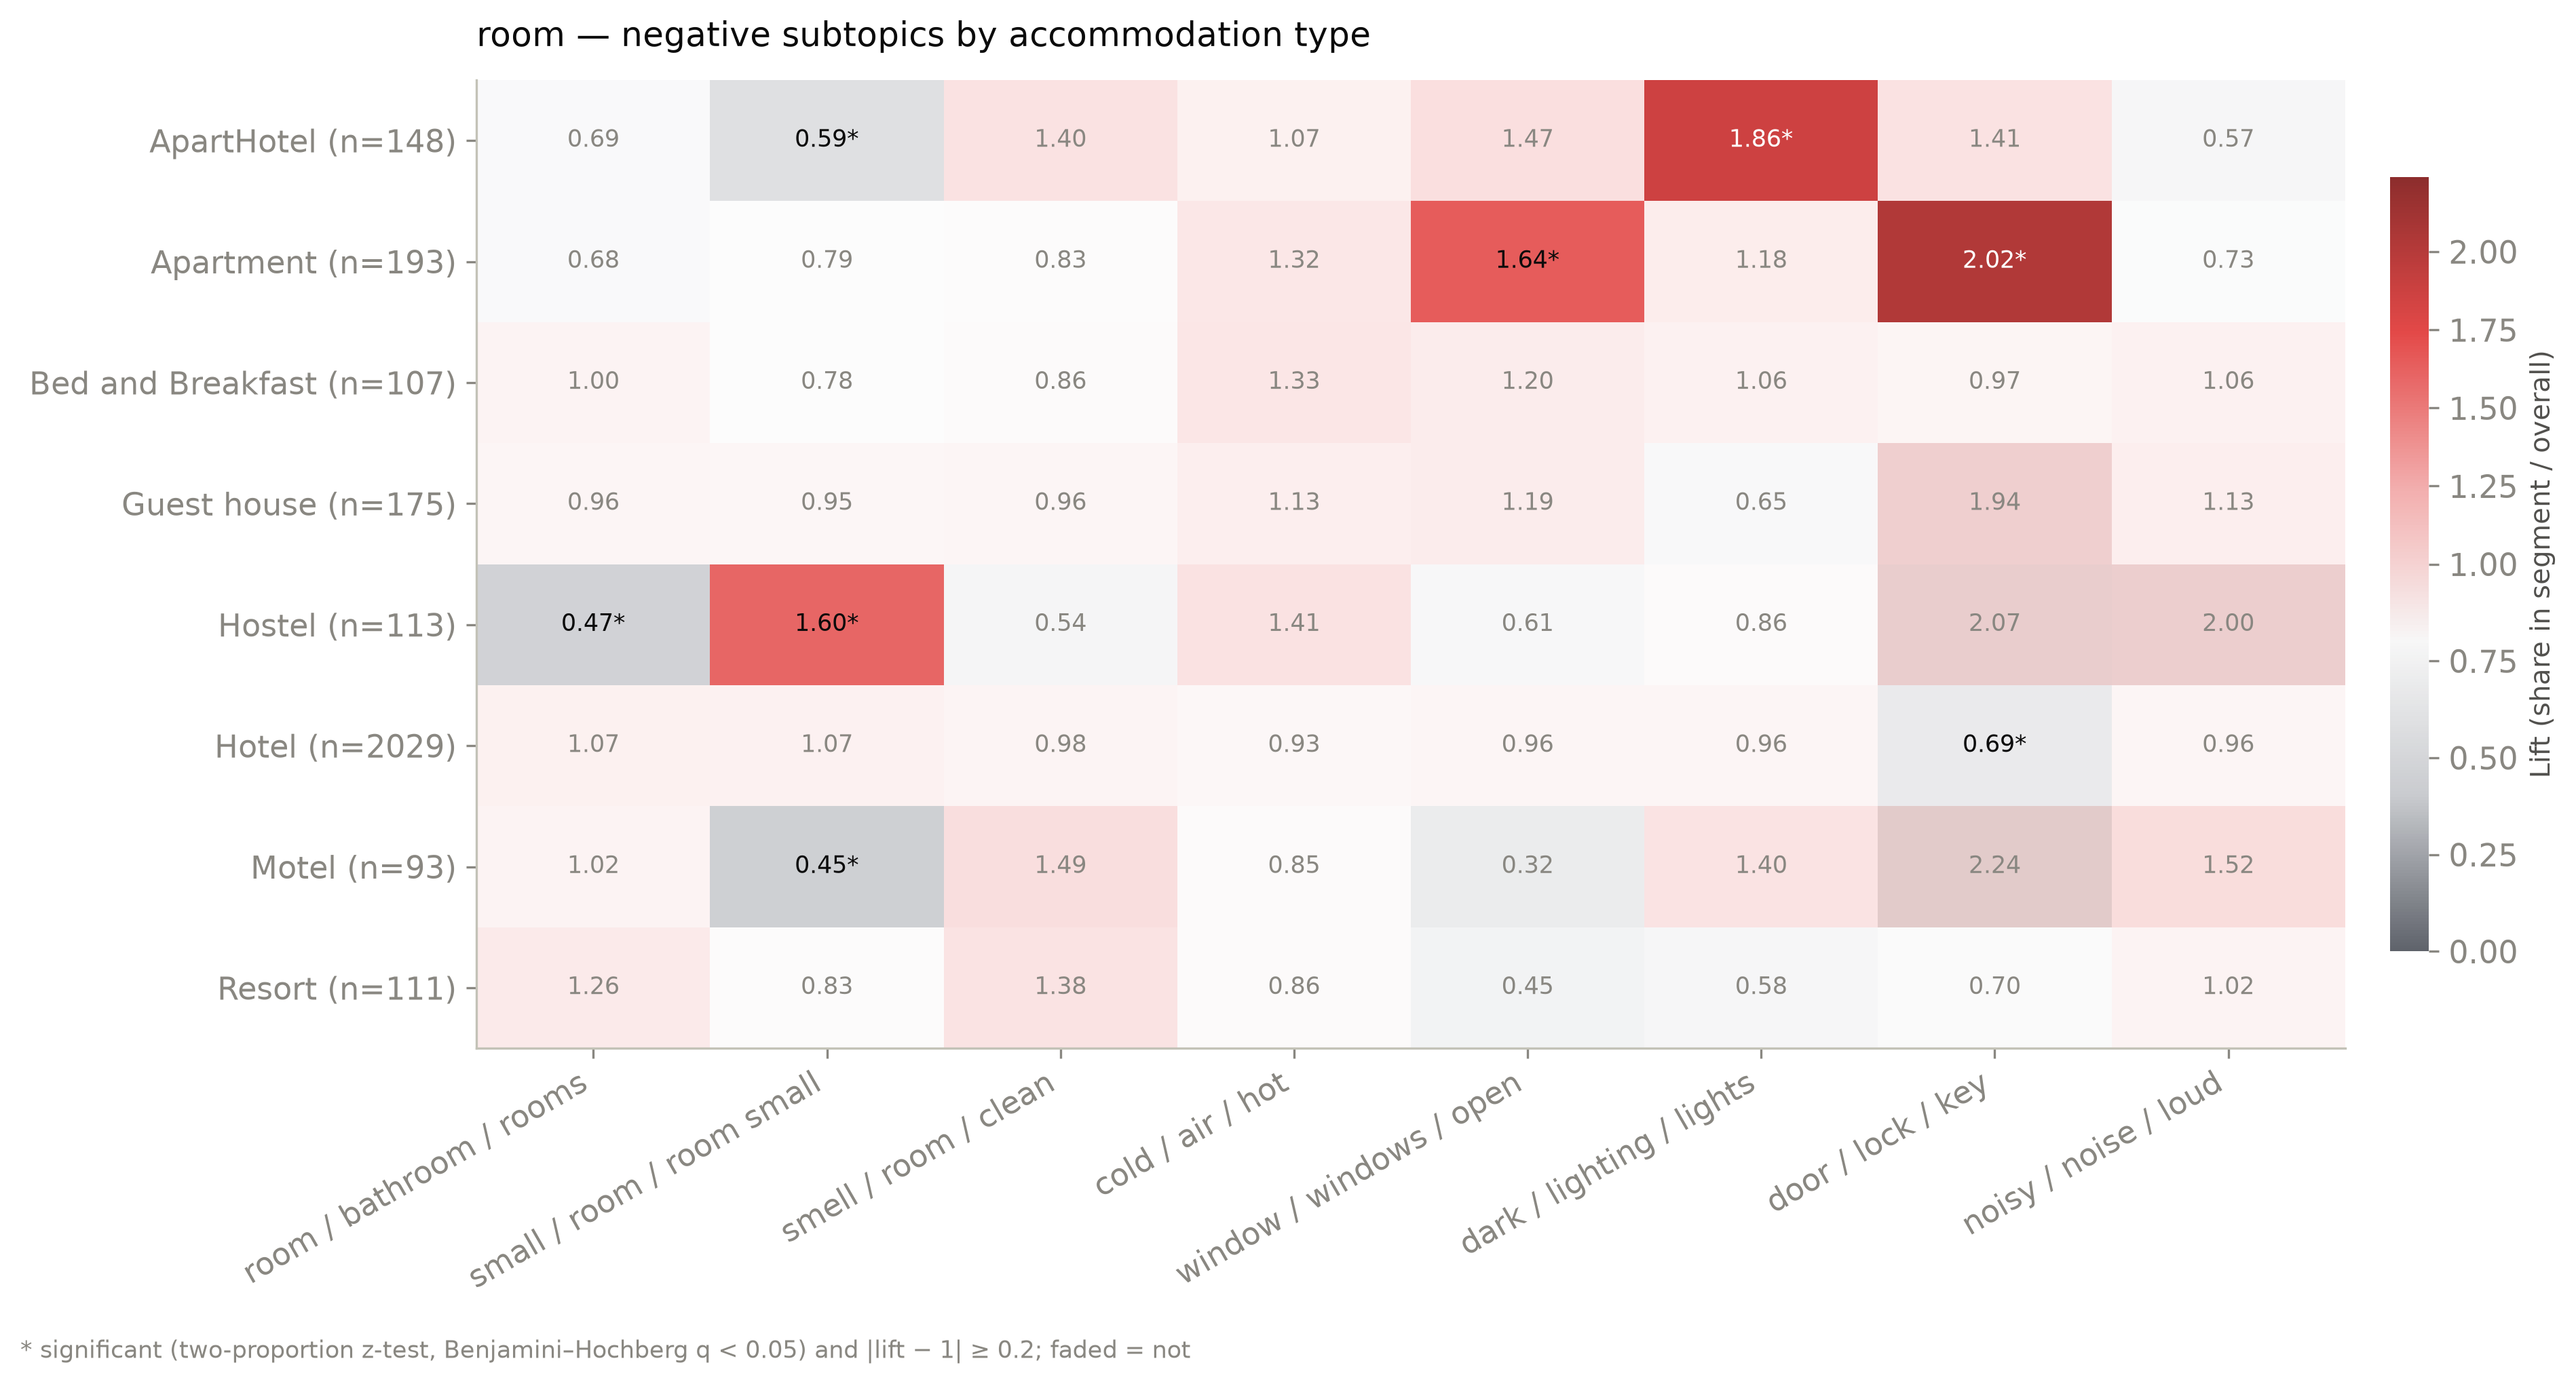 room — negative subtopics by accommodation type
ApartHotel (n=148) 0.69 0.59* 1.40 1.07 1.47 1.86* 1.41 0.57
Apartment (n=193) 0.68 0.79 0.83 1.32 1.64* 1.18 2.02* 0.73
Bed and Breakfast (n=107) 1.00 0.78 0.86 1.33 1.20 1.06 0.97 1.06
Guest house (n=175) 0.96 0.95 0.96 1.13 1.19 0.65 1.94 1.13
Hostel (n=113) 0.47* 1.60* 0.54 1.41 0.61 0.86 2.07 2.00
Hotel (n=2029) 1.07 1.07 0.98 0.93 0.96 0.96 0.69* 0.96
Motel (n=93) 1.02 0.45* 1.49 0.85 0.32 1.40 2.24 1.52
Resort (n=111) 1.26 0.83 1.38 0.86 0.45 0.58 0.70 1.02
room / bathroom / rooms
small / room / room small
smell / room / clean
cold / air / hot
window / windows / open
dark / lighting / lights
door / lock / key
noisy / noise / loud
2.00
1.75
1.50
1.25
1.00
0.75
0.50
0.25
0.00
Lift (share in segment / overall)
* significant (two-proportion z-test, Benjamini–Hochberg q < 0.05) and |lift − 1| ≥ 0.2; faded = not